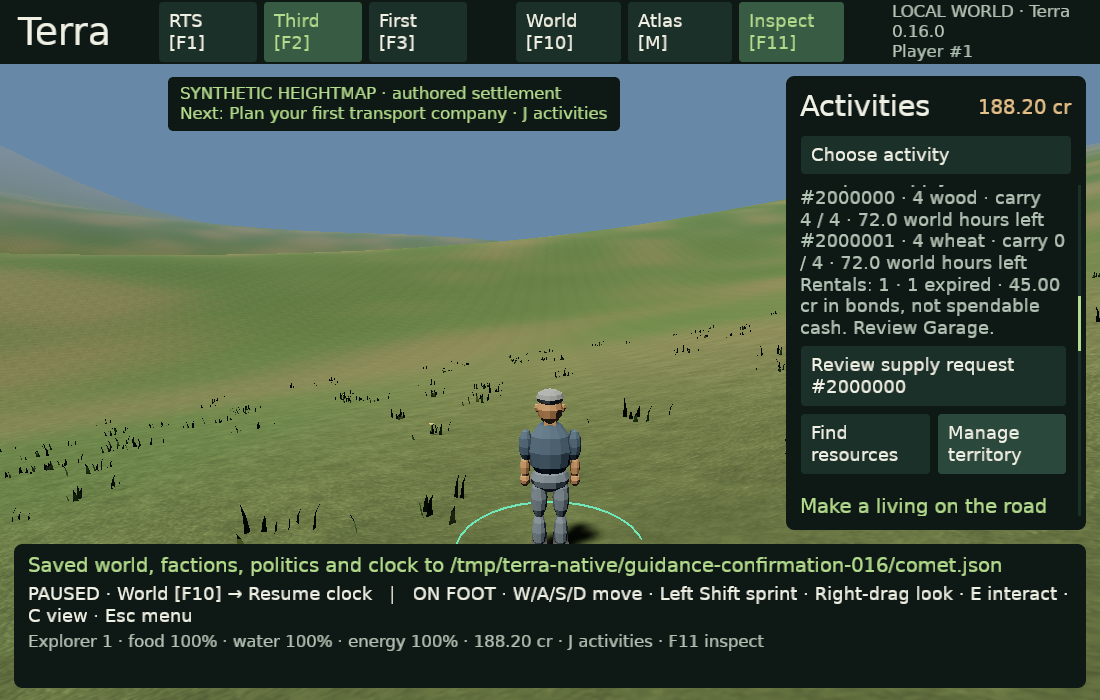 Terra
RTS
[F1]
Third
[F2]
First
[F3]
World
[F10]
Atlas
[M]
Inspect
[F11]
LOCAL WORLD · Terra
0.16.0
Player #1
SYNTHETIC HEIGHTMAP · authored settlement
Next: Plan your first transport company · J activities
Activities
188.20 cr
Choose activity
#2000000 · 4 wood · carry
4 / 4 · 72.0 world hours left
#2000001 · 4 wheat · carry 0
/ 4 · 72.0 world hours left
Rentals: 1 · 1 expired · 45.00
cr in bonds, not spendable
cash. Review Garage.
Review supply request
#2000000
Find
resources
Manage
territory
Make a living on the road
Saved world, factions, politics and clock to /tmp/terra-native/guidance-confirmation-016/comet.json
PAUSED · World [F10] → Resume clock | ON FOOT · W/A/S/D move · Left Shift sprint · Right-drag look · E interact ·
C view · Esc menu
Explorer 1 · food 100% · water 100% · energy 100% · 188.20 cr · J activities · F11 inspect